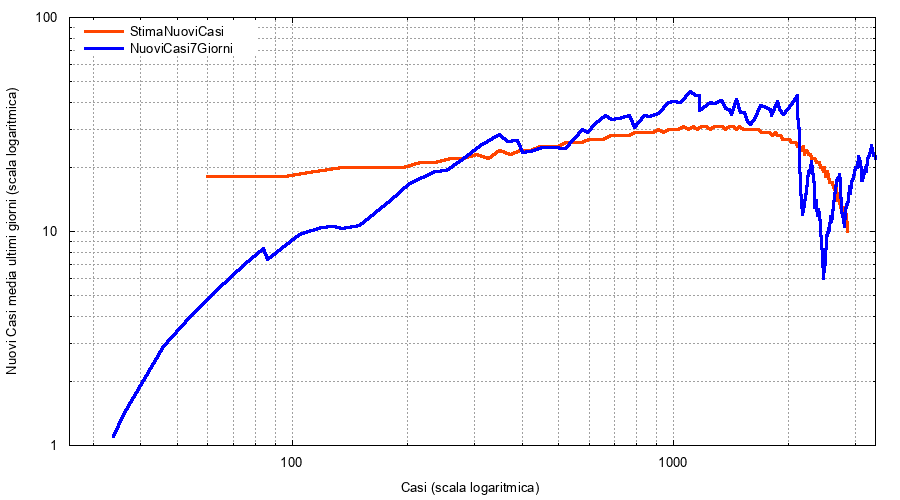 100
StimaNuoviCasi
NuoviCasi7Giorni
10
1
Nuovi Casi media ultimi giorni (scala logaritmica)
100
1000
Casi (scala logaritmica)